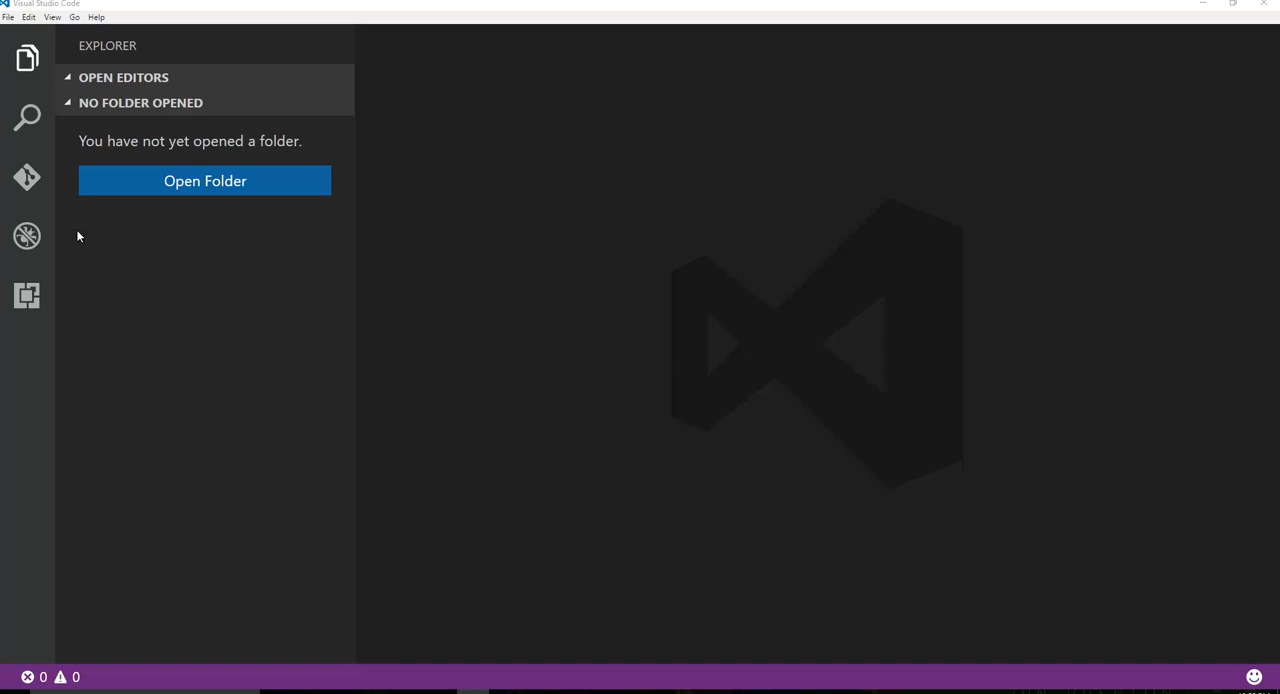 Visual Studio Code
File Edit View Go Help
EXPLORER
OPEN EDITORS
NO FOLDER OPENED
You have not yet opened a folder.
Open Folder
0 0